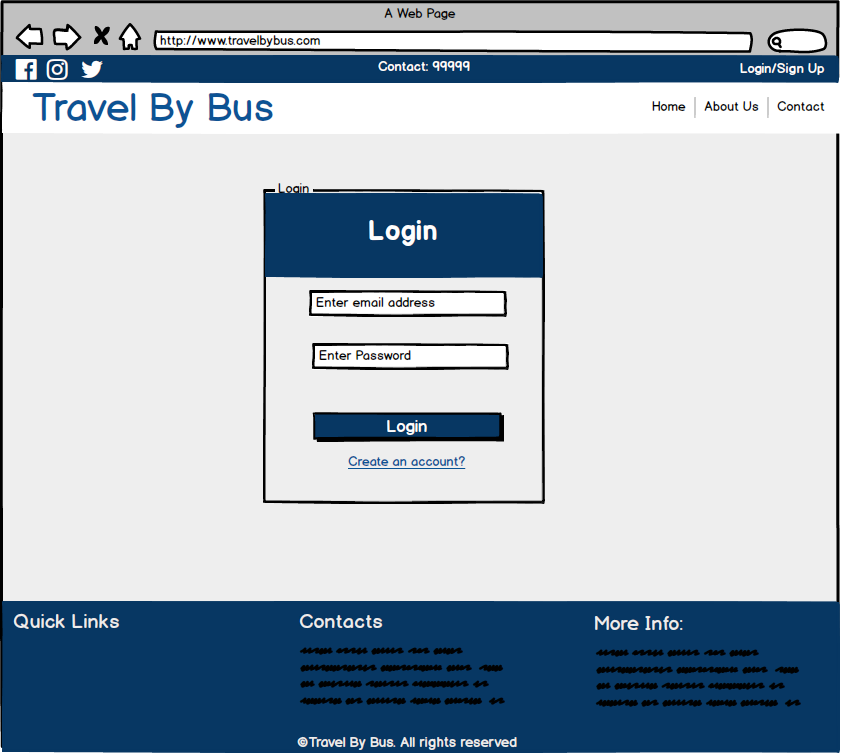 A Web Page
http://www.travelbybus.com
Contact: 99999
Login/Sign Up
Travel By Bus
Home
About Us
Contact
Login
Login
Enter email address
Enter Password
Login
Create an account?
Quick Links
Contacts
More Info:
©Travel By Bus. All rights reserved